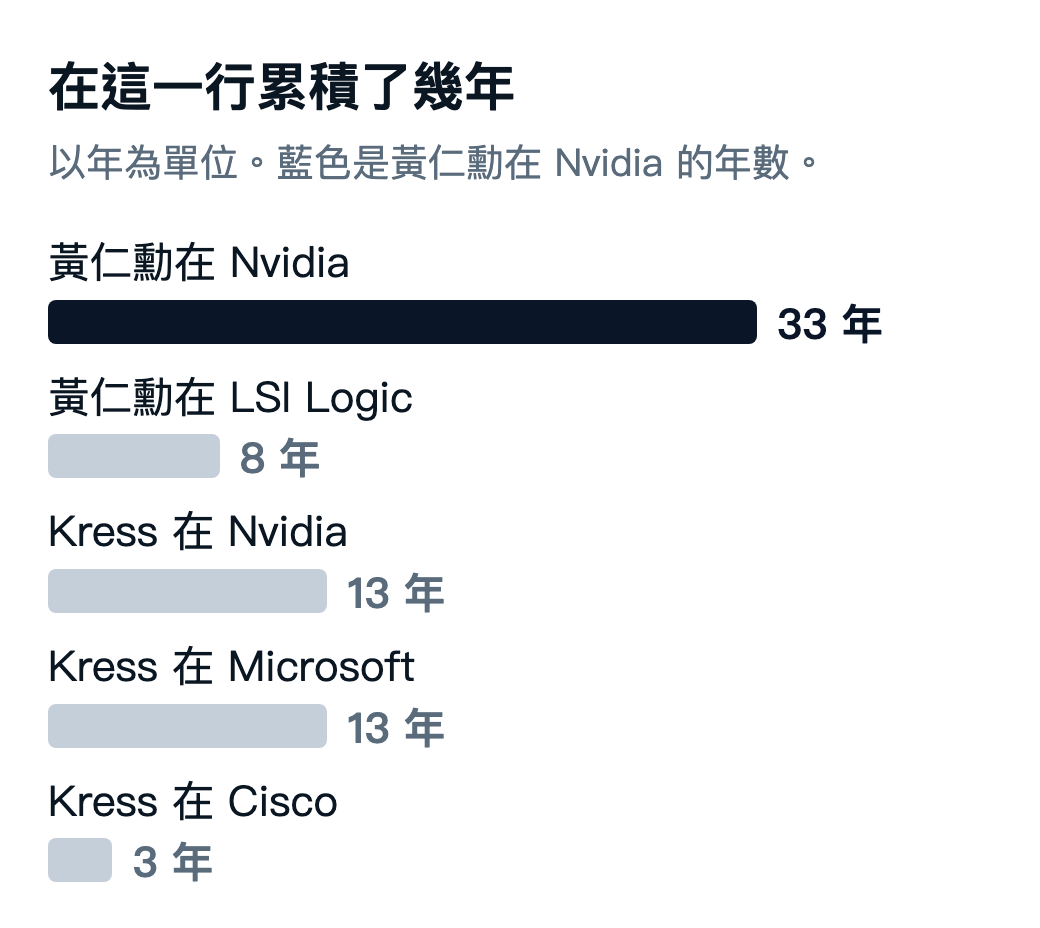 在這一行累積了幾年
以年為單位。藍色是黃仁勳在 Nvidia 的年數。
黃仁勳在 Nvidia
33 年
黃仁勳在 LSI Logic
8 年
Kress 在 Nvidia
13 年
Kress 在 Microsoft
13 年
Kress 在 Cisco
3 年